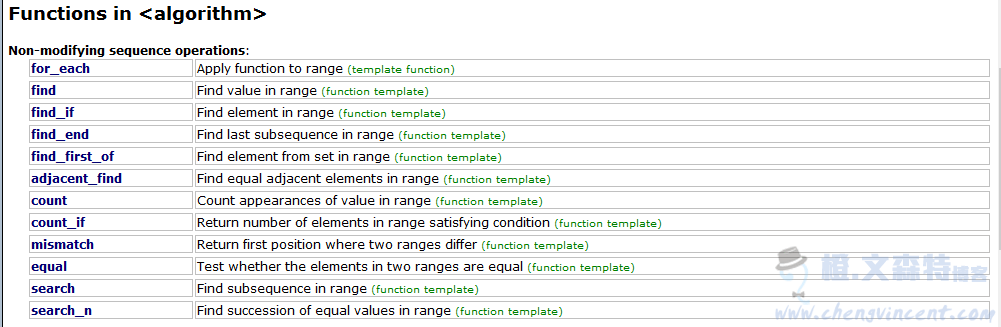 Functions in <algorithm>
Non-modifying sequence operations:
for_each Apply function to range (template function)
find Find value in range (function template)
find_if Find element in range (function template)
find_end Find last subsequence in range (function template)
find_first_of Find element from set in range (function template)
adjacent_find Find equal adjacent elements in range (function template)
count Count appearances of value in range (function template)
count_if Return number of elements in range satisfying condition (function template)
mismatch Return first position where two ranges differ (function template)
equal Test whether the elements in two ranges are equal (function template)
search Find subsequence in range (function template)
search_n Find succession of equal values in range (function template)
橙.文森特博客
www.chengvincent.com